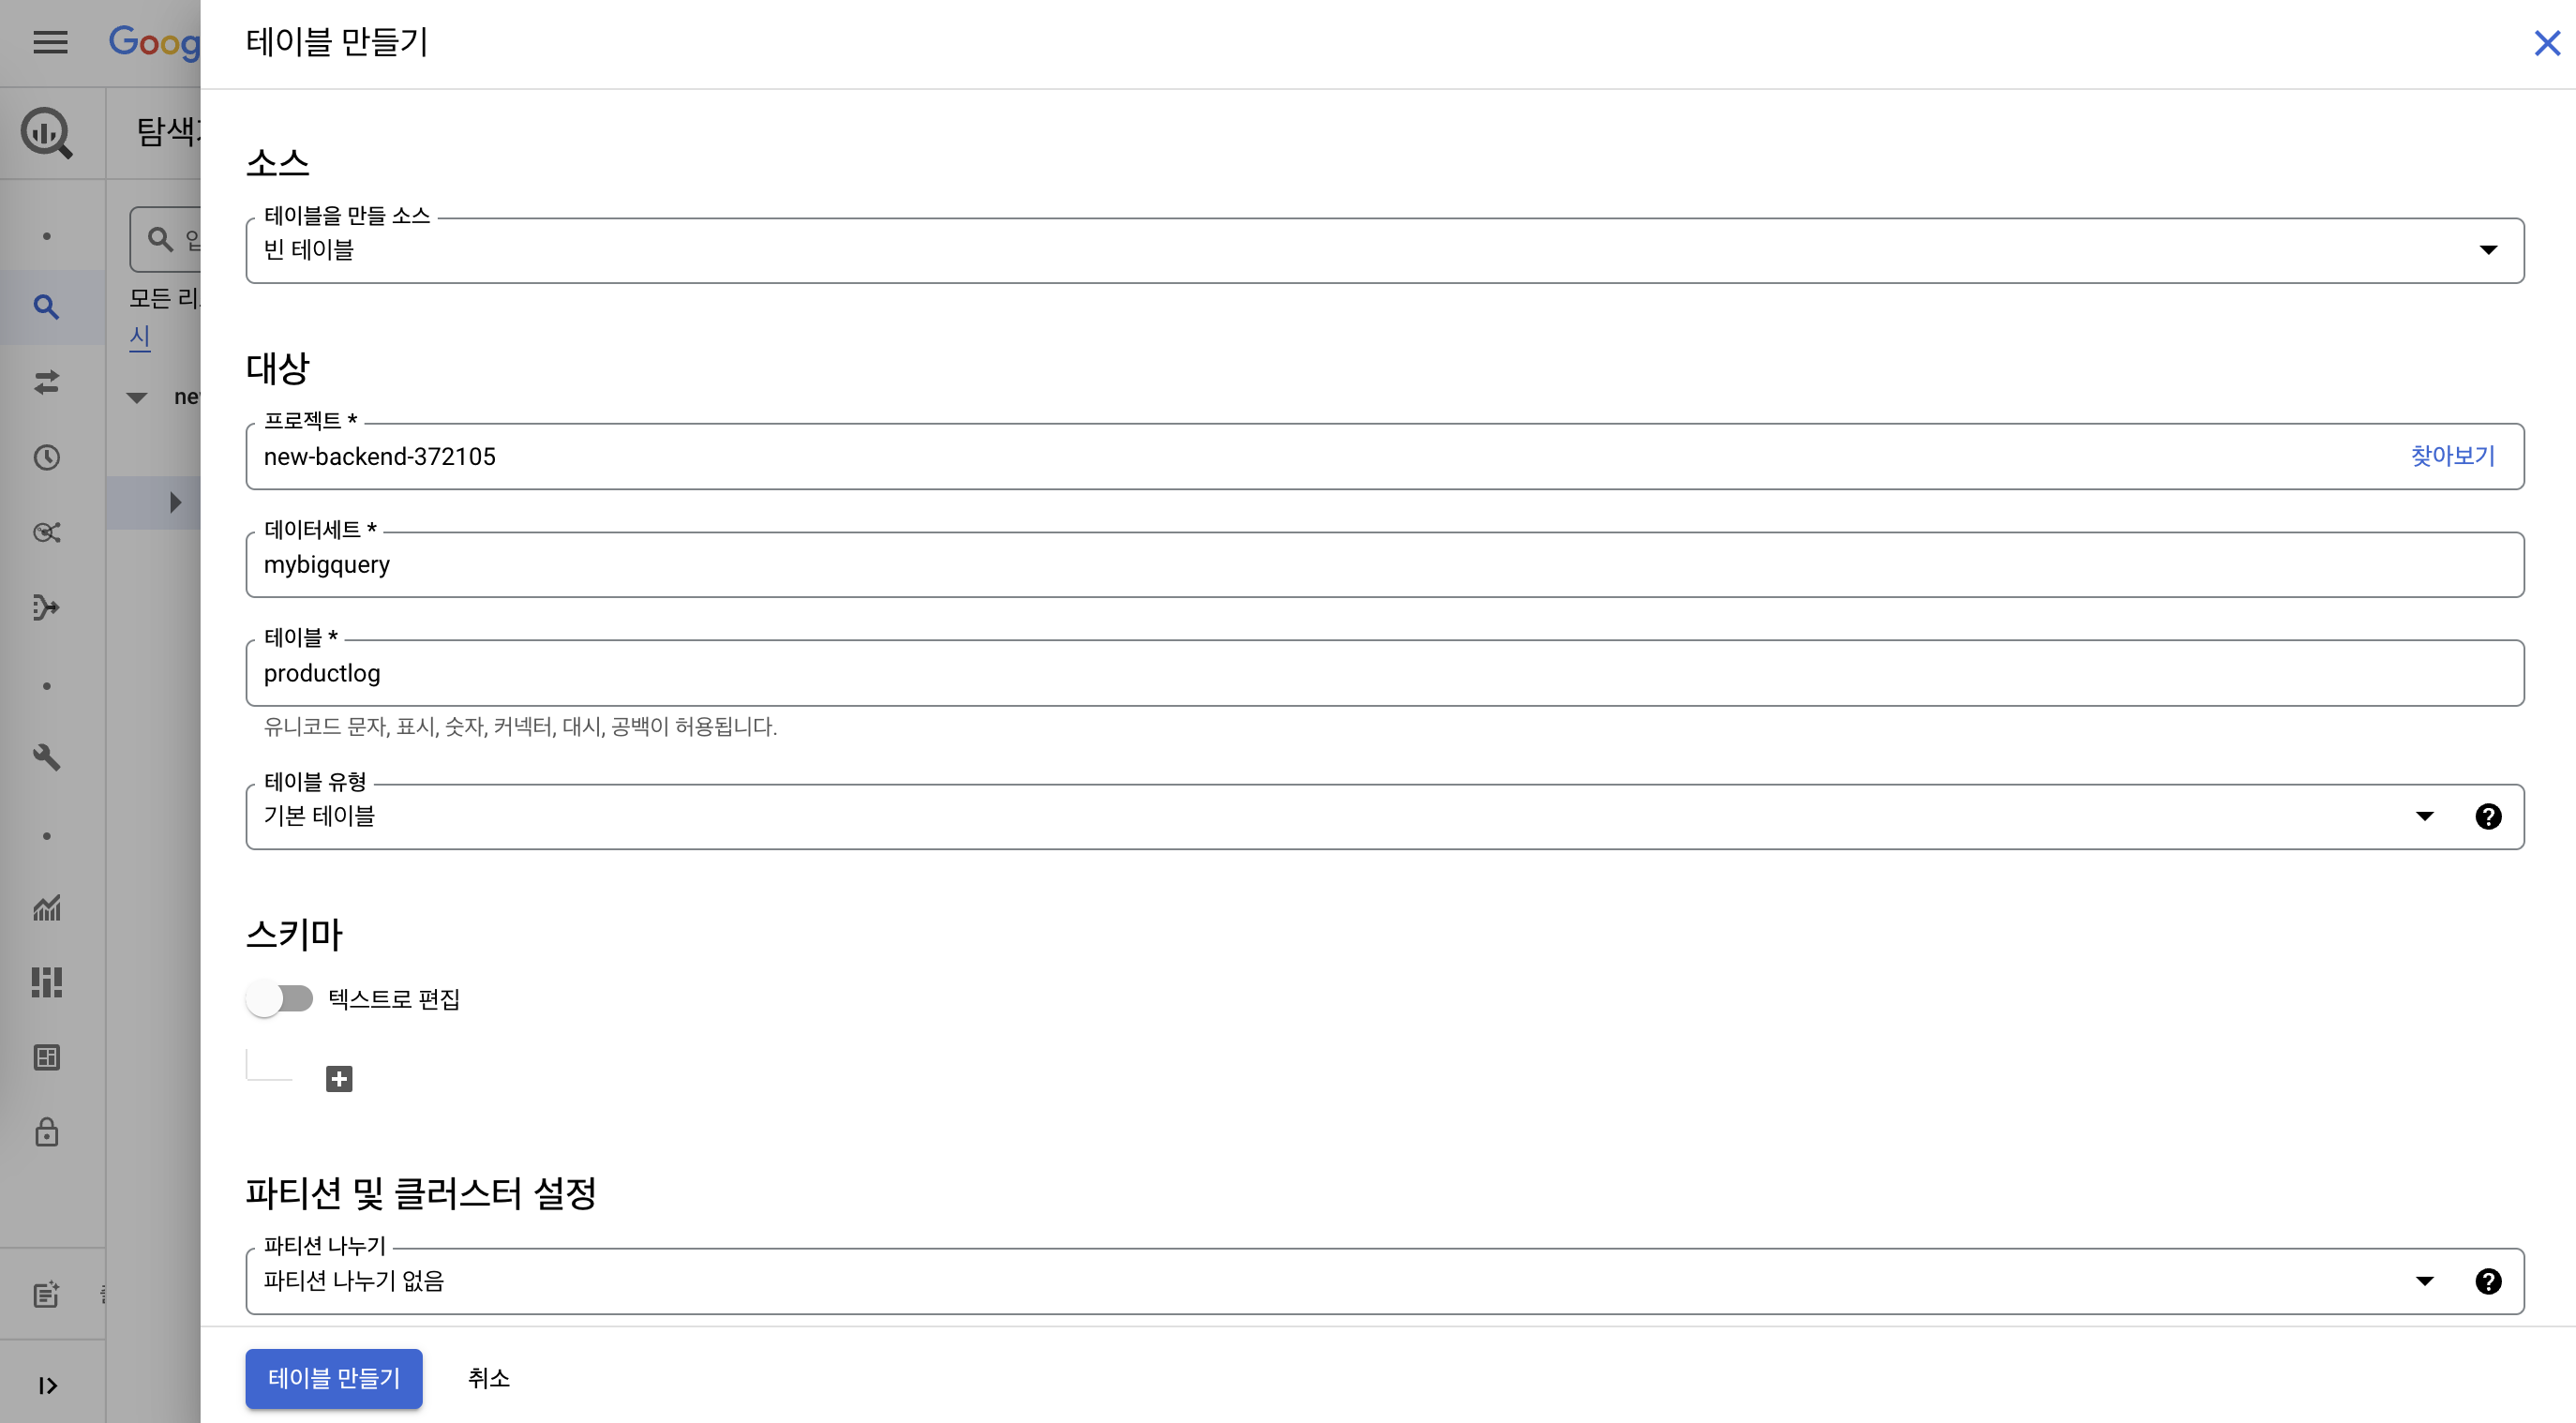 테이블 만들기
탐색
모든 리
시
소스
테이블을 만들 소스
빈 테이블
대상
프로젝트 *
new-backend-372105
찾아보기
데이터세트 *
mybigquery
테이블 *
productlog
유니코드 문자, 표시, 숫자, 커넥터, 대시, 공백이 허용됩니다.
테이블 유형
기본 테이블
스키마
텍스트로 편집
파티션 및 클러스터 설정
파티션 나누기
파티션 나누기 없음
테이블 만들기
취소